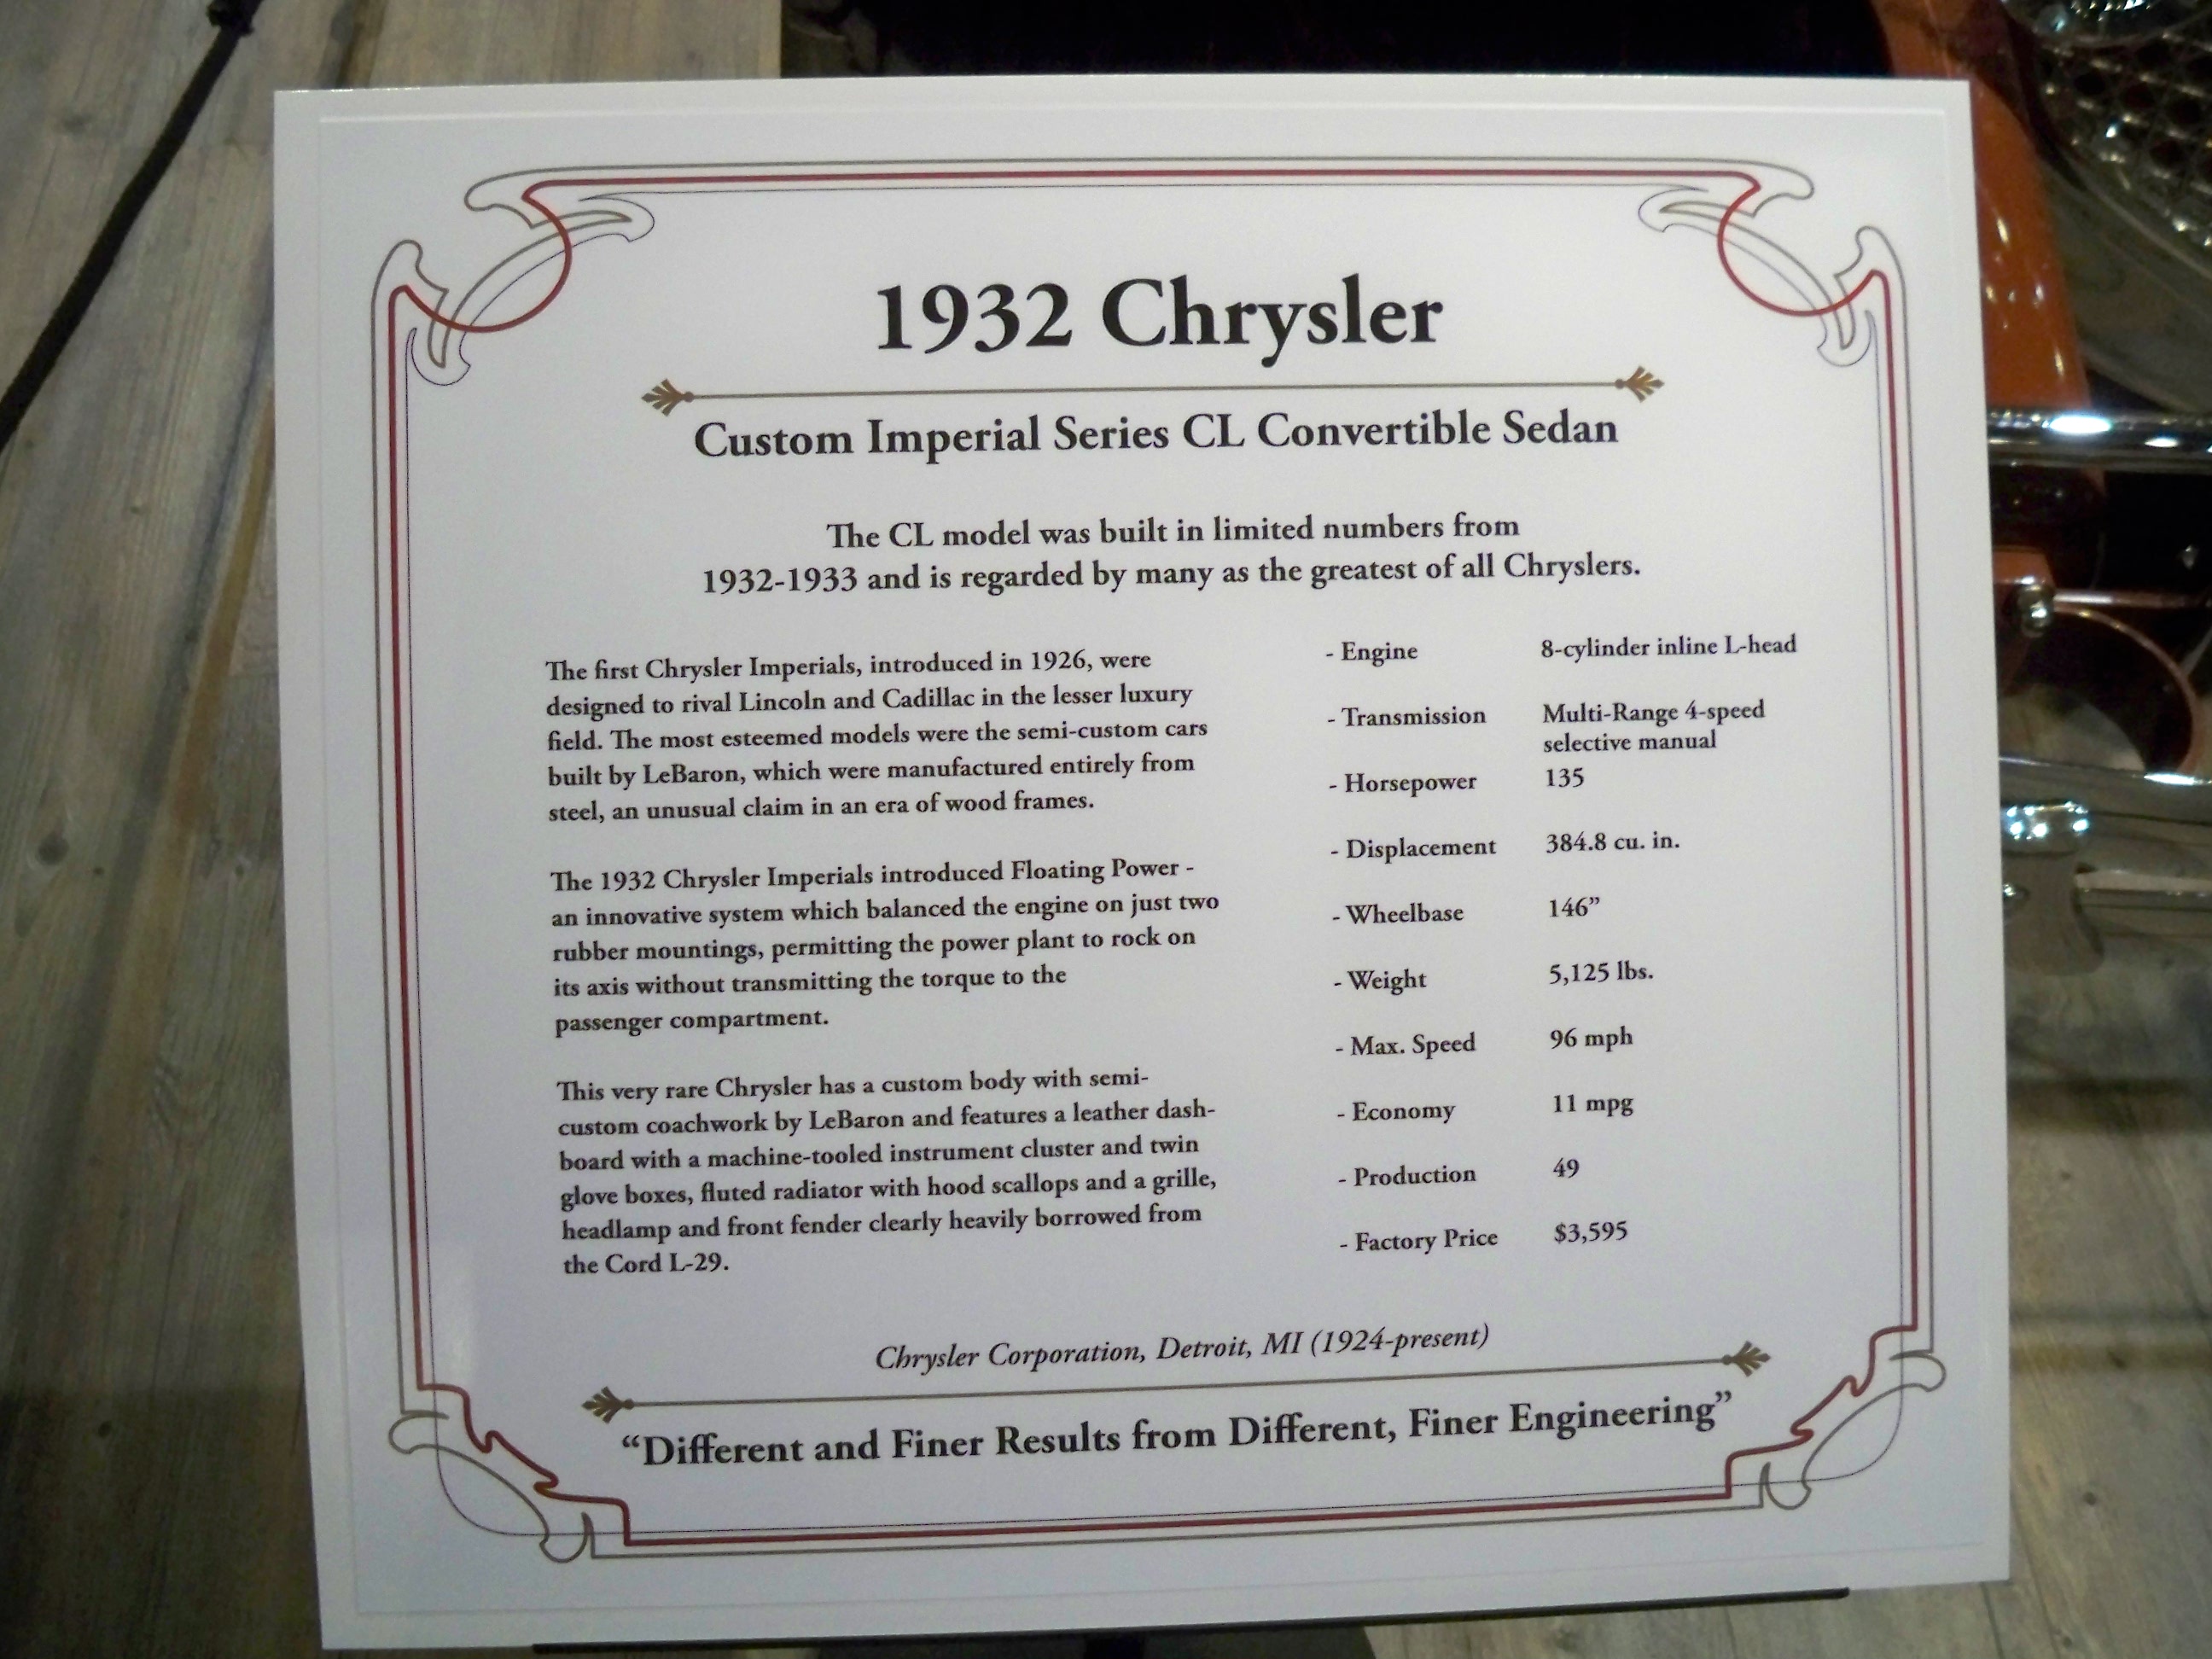 1932 Chrysler
Custom Imperial Series CL Convertible Sedan
The CL model was built in limited numbers from
1932-1933 and is regarded by many as the greatest of all Chryslers.
The first Chrysler Imperials, introduced in 1926, were
designed to rival Lincoln and Cadillac in the lesser luxury
field. The most esteemed models were the semi-custom cars
built by LeBaron, which were manufactured entirely from
steel, an unusual claim in an era of wood frames.
The 1932 Chrysler Imperials introduced Floating Power -
an innovative system which balanced the engine on just two
rubber mountings, permitting the power plant to rock on
its axis without transmitting the torque to the
passenger compartment.
This very rare Chrysler has a custom body with semi-
custom coachwork by LeBaron and features a leather dash-
board with a machine-tooled instrument cluster and twin
glove boxes, fluted radiator with hood scallops and a grille,
headlamp and front fender clearly heavily borrowed from
the Cord L-29.
- Engine 8-cylinder inline L-head
- Transmission Multi-Range 4-speed
selective manual
- Horsepower 135
- Displacement 384.8 cu. in.
- Wheelbase 146”
- Weight 5,125 lbs.
- Max. Speed 96 mph
- Economy 11 mpg
- Production 49
- Factory Price $3,595
Chrysler Corporation, Detroit, MI (1924-present)
“Different and Finer Results from Different, Finer Engineering”